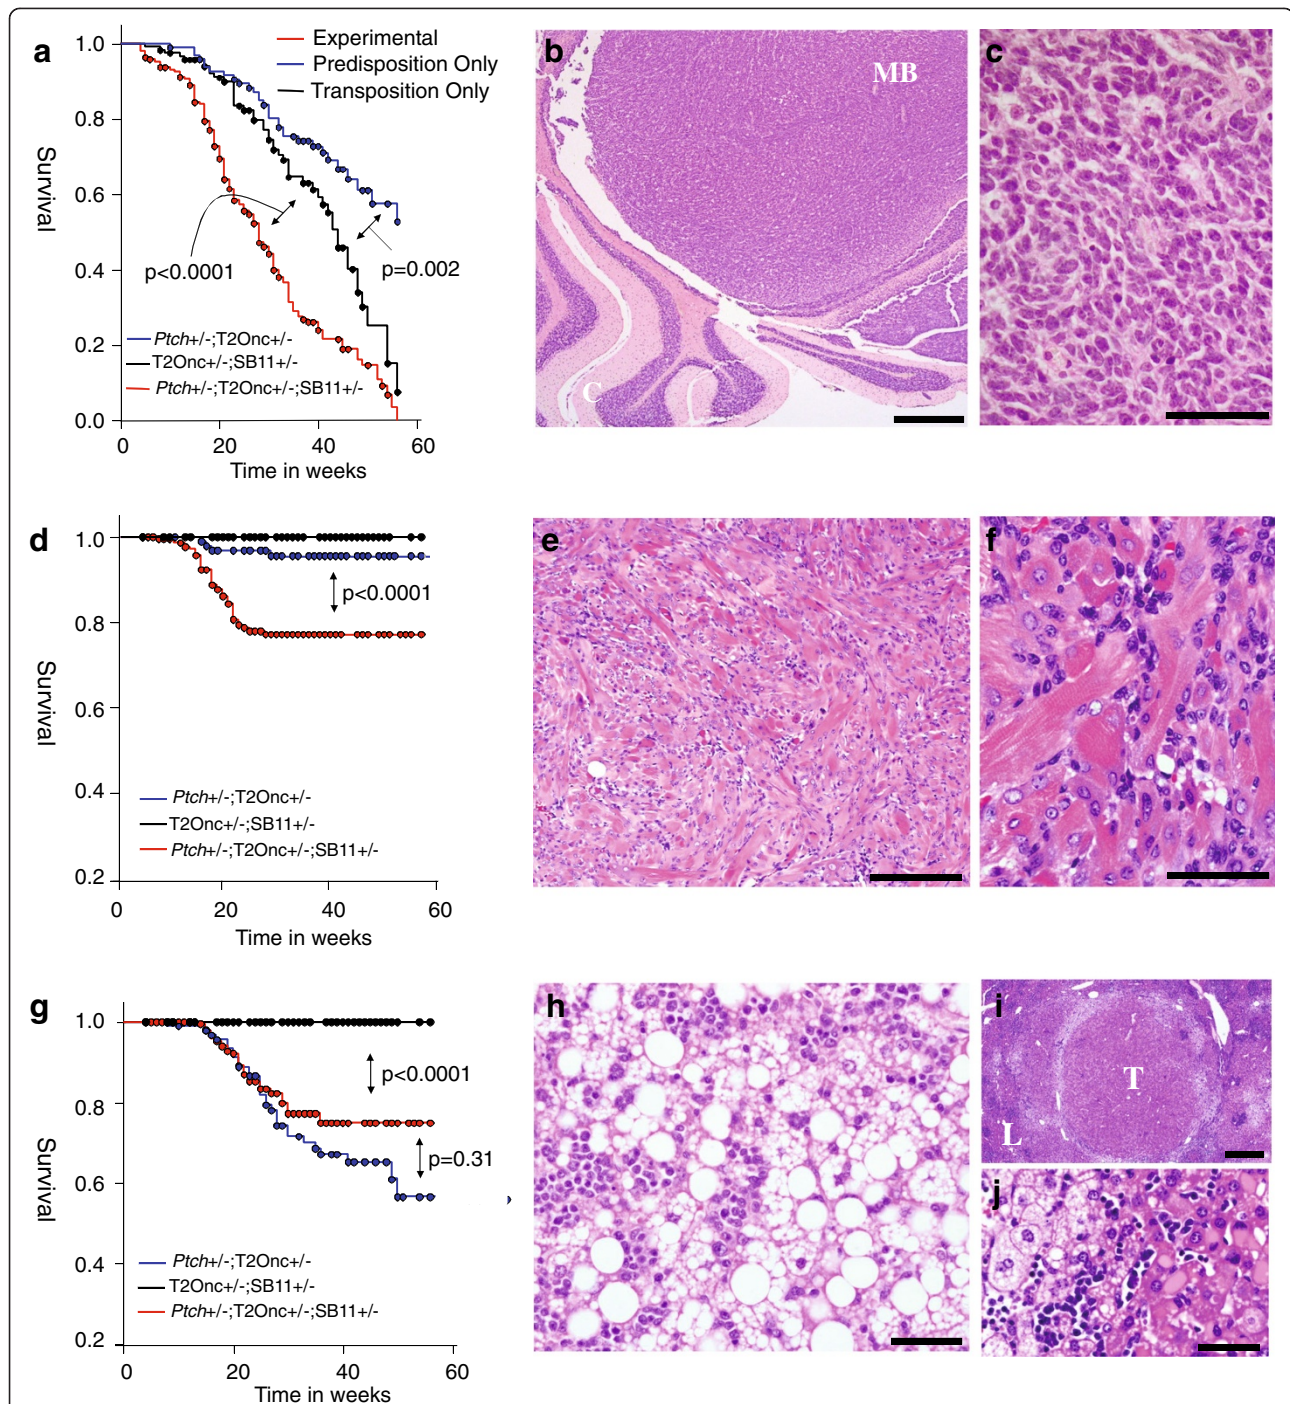 a
1.0
0.8
0.6
0.4
0.2
0.0
Survival
0
20
40
60
Time in weeks
Experimental
Predisposition Only
Transposition Only
p<0.0001
p=0.002
Ptch+/-;T2Onc+/-
T2Onc+/-;SB11+/-
Ptch+/-;T2Onc+/-;SB11+/-
b
MB
C
c
d
1.0
0.8
0.6
0.4
0.2
Survival
0
20
40
60
Time in weeks
p<0.0001
Ptch+/-;T2Onc+/-
T2Onc+/-;SB11+/-
Ptch+/-;T2Onc+/-;SB11+/-
e
f
g
1.0
0.8
0.6
0.4
0.2
Survival
0
20
40
60
Time in weeks
p<0.0001
p=0.31
Ptch+/-;T2Onc+/-
T2Onc+/-;SB11+/-
Ptch+/-;T2Onc+/-;SB11+/-
h
i
T
L
j